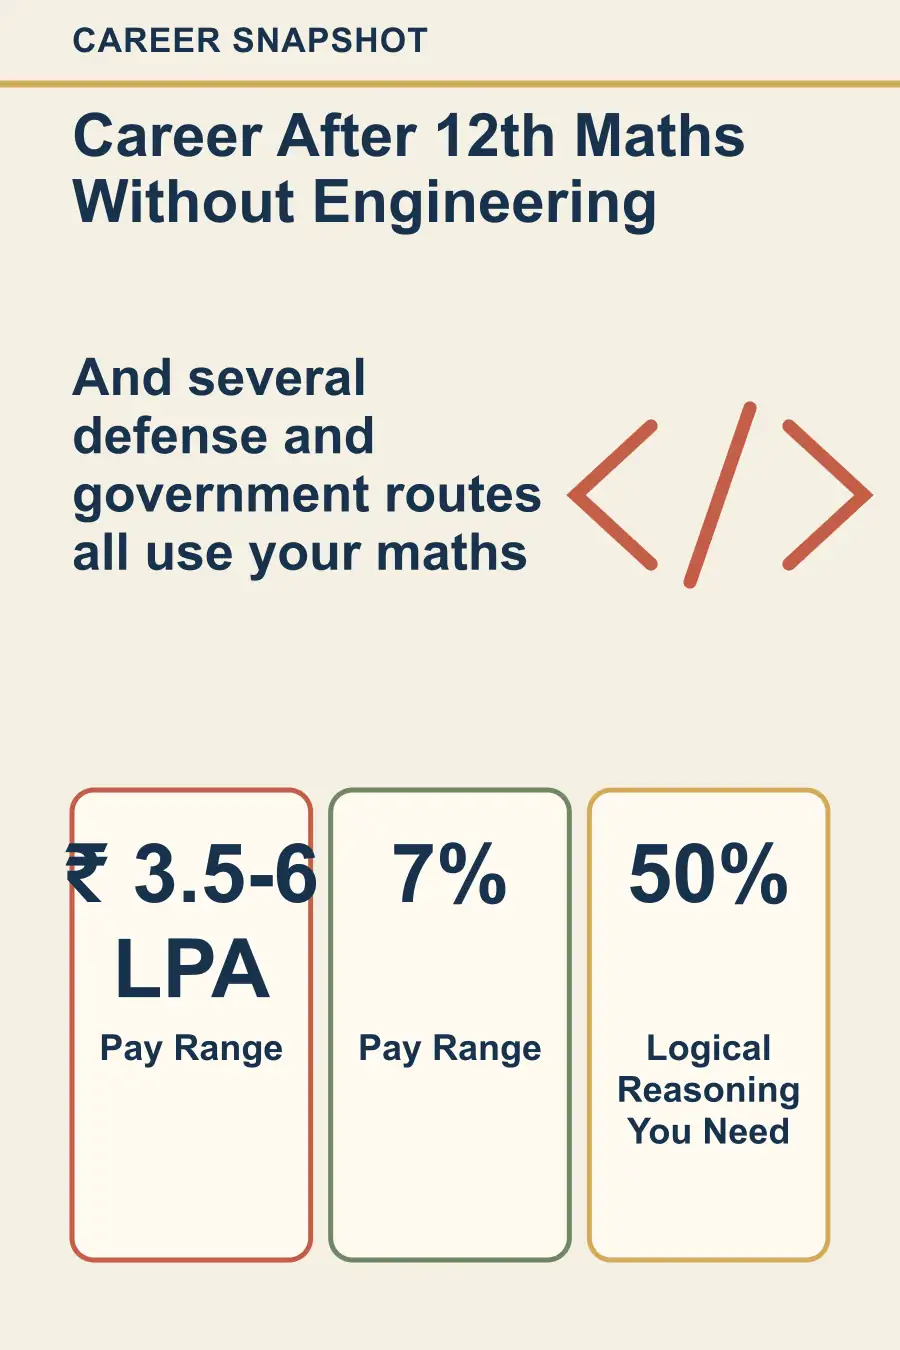 CAREER SNAPSHOT
Career After 12th Maths
Without Engineering
And several
defense and
government routes
all use your maths
₹ 3.5-6
LPA
Pay Range
7%
Pay Range
50%
Logical
Reasoning
You Need